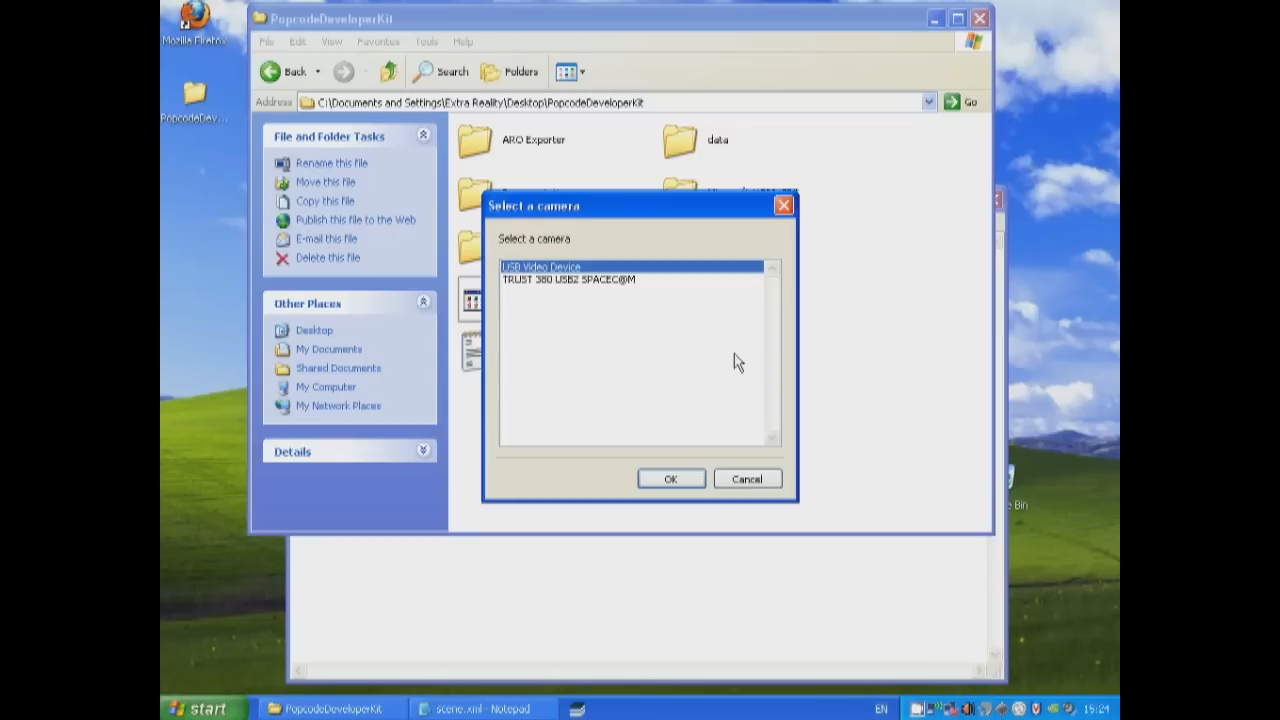 Mozilla Firefox
PopcodeDev...
PopcodeDeveloperKit
File Edit View Favorites Tools Help
Back Search Folders
Address C:\Documents and Settings\Extra Reality\Desktop\PopcodeDeveloperKit Go
File and Folder Tasks
Rename this file
Move this file
Copy this file
Publish this file to the Web
E-mail this file
Delete this file
Other Places
Desktop
My Documents
Shared Documents
My Computer
My Network Places
Details
ARO Exporter
data
Select a camera
Select a camera
USB Video Device
TRUST 380 USB2 SPACEC@M
OK Cancel
e Bin
start PopcodeDeveloperKit scene.xml - Notepad EN 15:24